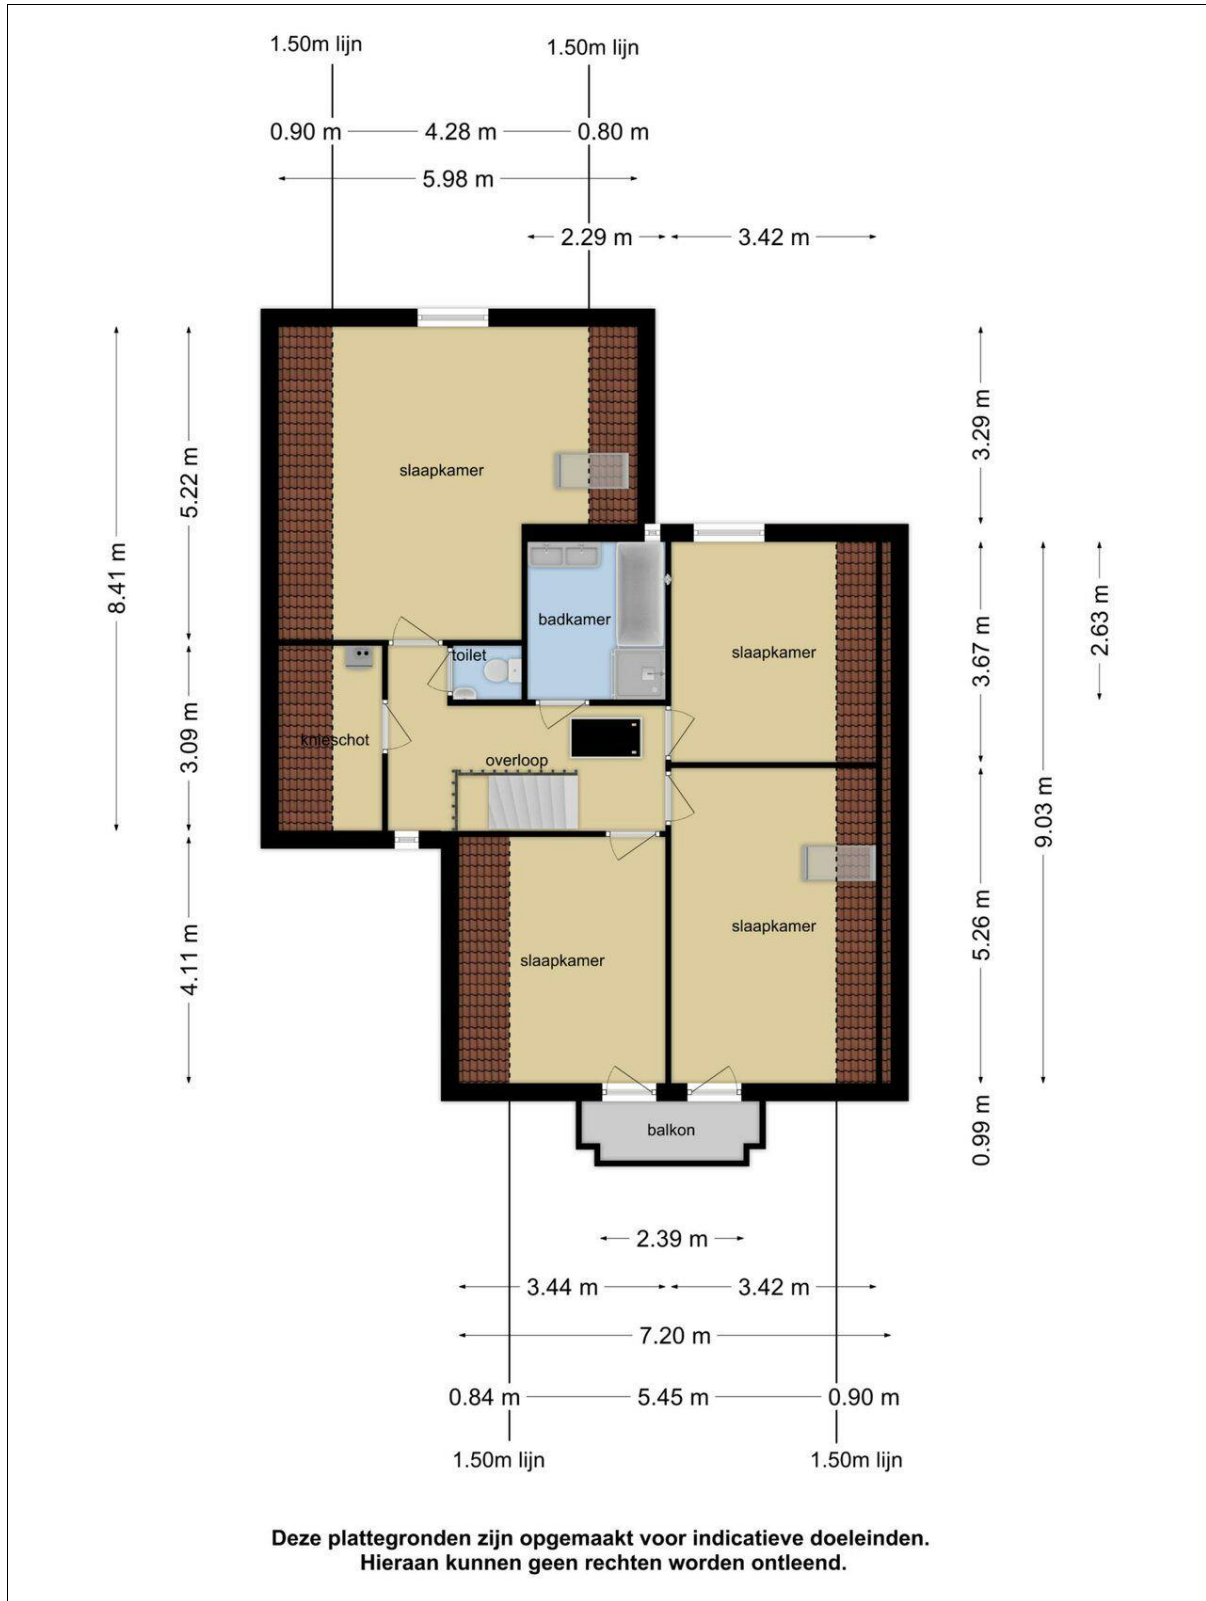 1.50m lijn
1.50m lijn
0.90 m
4.28 m
0.80 m
5.98 m
2.29 m
3.42 m
8.41 m
5.22 m
3.09 m
4.11 m
3.29 m
3.67 m
5.26 m
0.99 m
9.03 m
2.63 m
slaapkamer
badkamer
slaapkamer
toilet
knieschot
overloop
slaapkamer
slaapkamer
balkon
2.39 m
3.44 m
3.42 m
7.20 m
0.84 m
5.45 m
0.90 m
1.50m lijn
1.50m lijn
Deze plattegronden zijn opgemaakt voor indicatieve doeleinden.
Hieraan kunnen geen rechten worden ontleend.